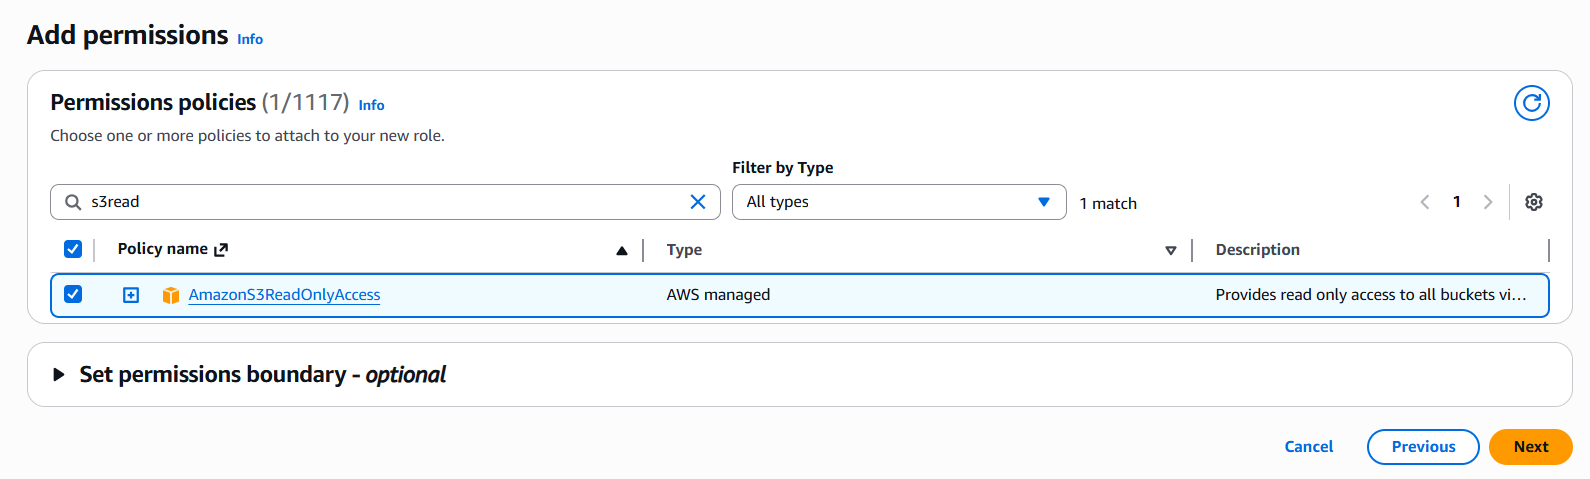 Add permissions Info
Permissions policies (1/1117) Info
Choose one or more policies to attach to your new role.
Filter by Type
s3read
All types
1 match
1
Policy name
Type
Description
AmazonS3ReadOnlyAccess
AWS managed
Provides read only access to all buckets vi...
Set permissions boundary - optional
Cancel
Previous
Next